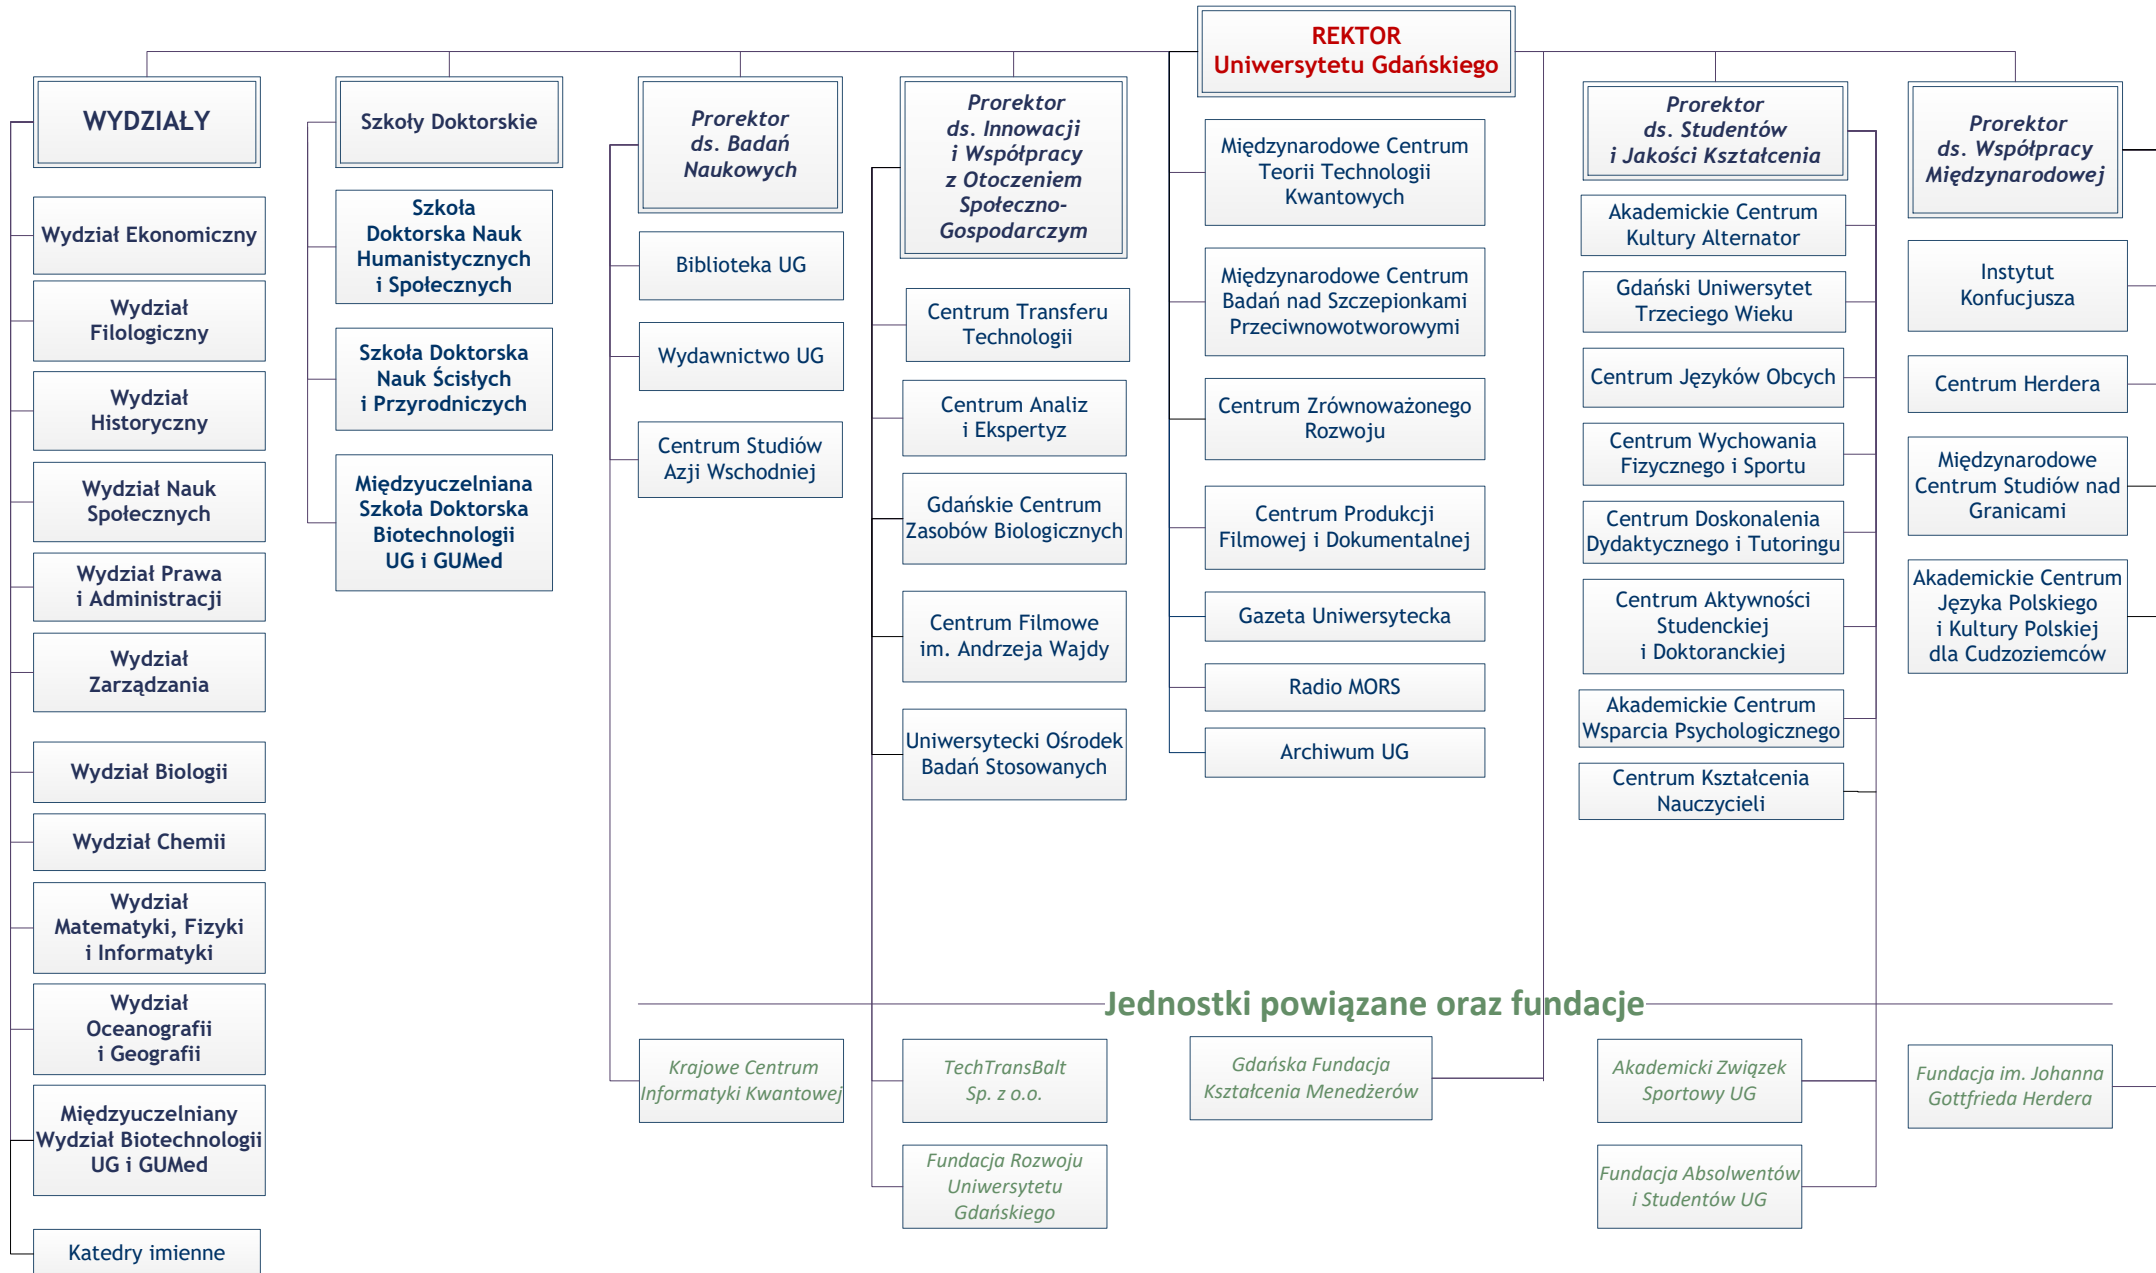 REKTOR
Uniwersytetu Gdańskiego
WYDZIAŁY
Wydział Ekonomiczny
Wydział
Filologiczny
Wydział
Historyczny
Wydział Nauk
Społecznych
Wydział Prawa
i Administracji
Wydział
Zarządzania
Wydział Biologii
Wydział Chemii
Wydział
Matematyki, Fizyki
i Informatyki
Wydział
Oceanografii
i Geografii
Międzyuczelniany
Wydział Biotechnologii
UG i GUMed
Katedry imienne
Szkoły Doktorskie
Szkoła
Doktorska Nauk
Humanistycznych
i Społecznych
Szkoła Doktorska
Nauk Ścisłych
i Przyrodniczych
Międzyuczelniana
Szkoła Doktorska
Biotechnologii
UG i GUMed
Prorektor
ds. Badań
Naukowych
Biblioteka UG
Wydawnictwo UG
Centrum Studiów
Azji Wschodniej
Prorektor
ds. Innowacji
i Współpracy
z Otoczeniem
Społeczno-
Gospodarczym
Centrum Transferu
Technologii
Centrum Analiz
i Ekspertyz
Gdańskie Centrum
Zasobów Biologicznych
Centrum Filmowe
im. Andrzeja Wajdy
Uniwersytecki Ośrodek
Badań Stosowanych
Międzynarodowe Centrum
Teorii Technologii
Kwantowych
Międzynarodowe Centrum
Badań nad Szczepionkami
Przeciwnowotworowymi
Centrum Zrównoważonego
Rozwoju
Centrum Produkcji
Filmowej i Dokumentalnej
Gazeta Uniwersytecka
Radio MORS
Archiwum UG
Prorektor
ds. Studentów
i Jakości Kształcenia
Akademickie Centrum
Kultury Alternator
Gdański Uniwersytet
Trzeciego Wieku
Centrum Języków Obcych
Centrum Wychowania
Fizycznego i Sportu
Centrum Doskonalenia
Dydaktycznego i Tutoringu
Centrum Aktywności
Studenckiej
i Doktoranckiej
Akademickie Centrum
Wsparcia Psychologicznego
Centrum Kształcenia
Nauczycieli
Prorektor
ds. Współpracy
Międzynarodowej
Instytut
Konfucjusza
Centrum Herdera
Międzynarodowe
Centrum Studiów nad
Granicami
Akademickie Centrum
Języka Polskiego
i Kultury Polskiej
dla Cudzoziemców
Jednostki powiązane oraz fundacje
Krajowe Centrum
Informatyki Kwantowej
TechTransBalt
Sp. z o.o.
Fundacja Rozwoju
Uniwersytetu
Gdańskiego
Gdańska Fundacja
Kształcenia Menedżerów
Akademicki Związek
Sportowy UG
Fundacja Absolwentów
i Studentów UG
Fundacja im. Johanna
Gottfrieda Herdera